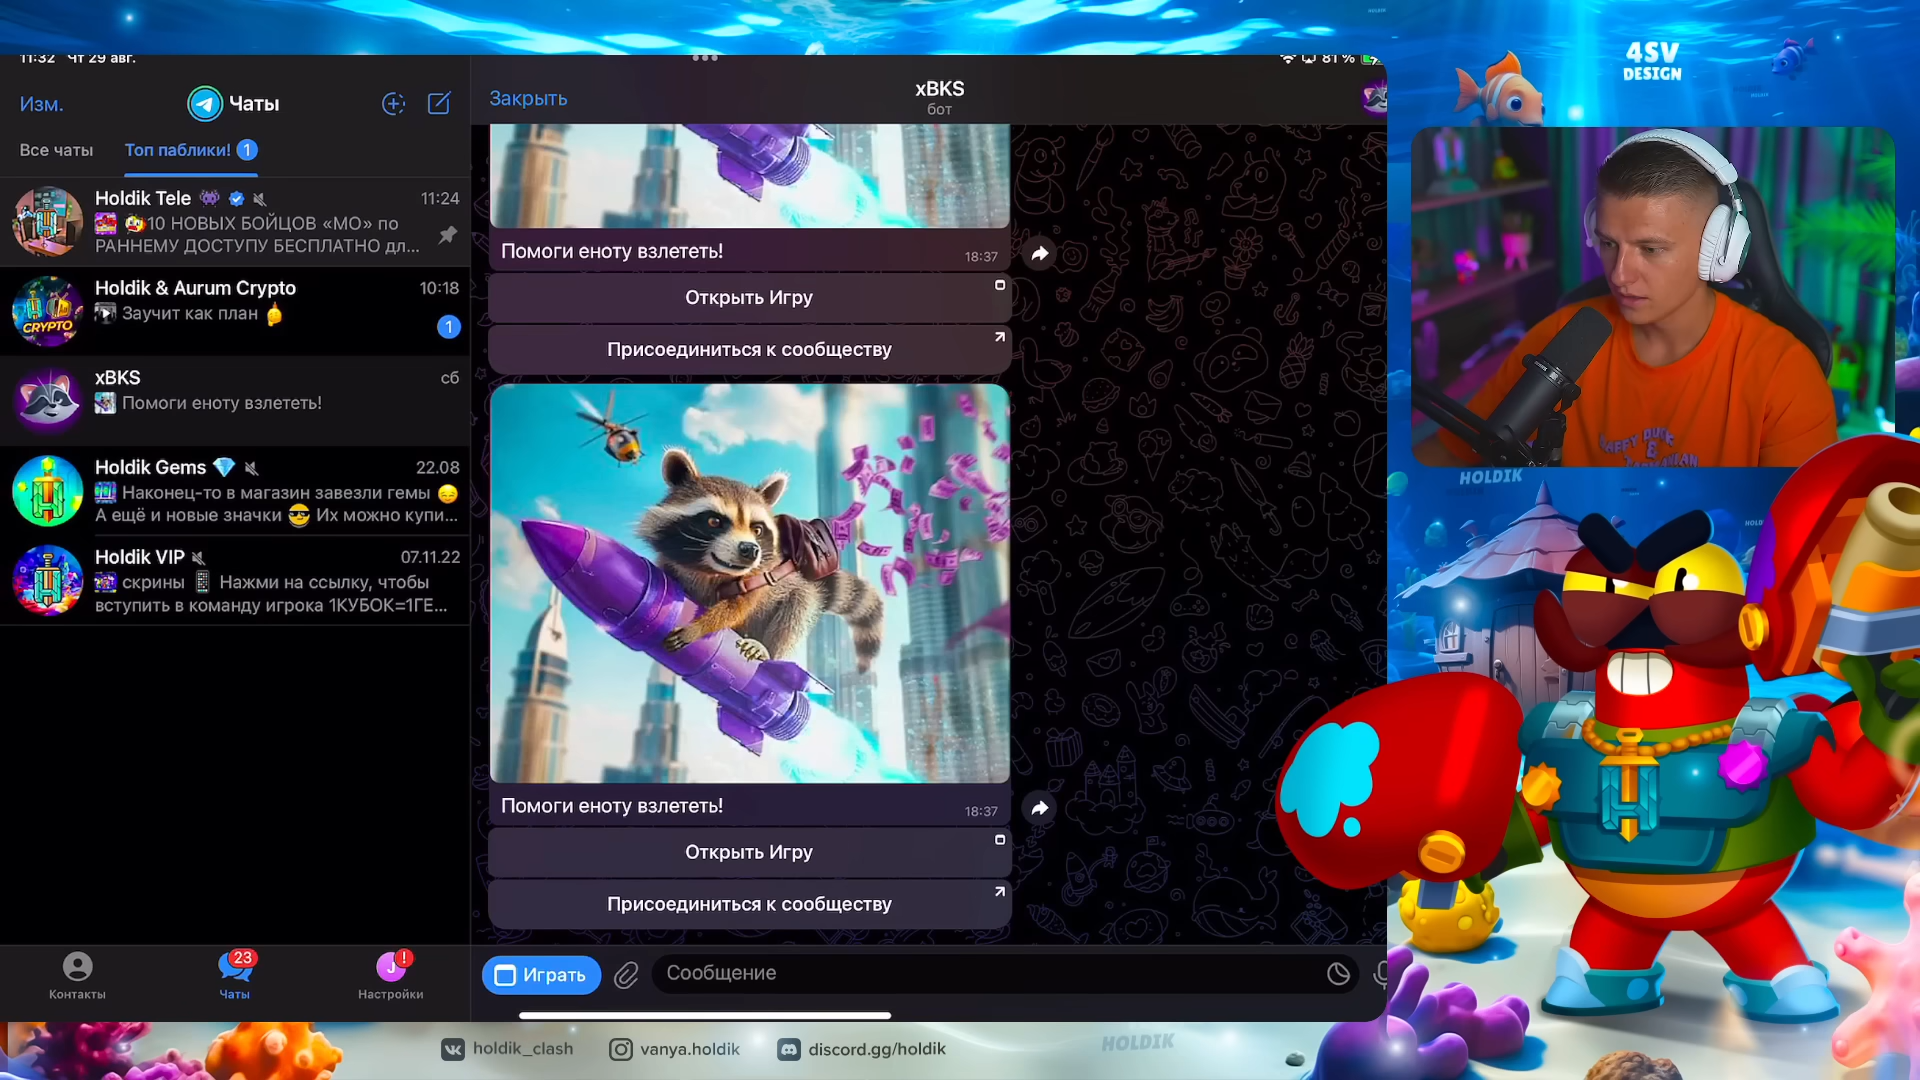 11:32 Чт 29 авг.
81 %
Изм.
Чаты
Все чаты
Топ паблики! 1
Holdik Tele
11:24
10 НОВЫХ БОЙЦОВ «МО» по
РАННЕМУ ДОСТУПУ БЕСПЛАТНО дл...
Holdik & Aurum Crypto
10:18
Заучит как план
1
CRYPTO
xBKS
сб
Помоги еноту взлететь!
Holdik Gems
22.08
Наконец-то в магазин завезли гемы
А ещё и новые значки Их можно купи...
Holdik VIP
07.11.22
скрины Нажми на ссылку, чтобы
вступить в команду игрока 1КУБОК=1ГЕ...
Контакты
23
Чаты
J
!
Настройки
Закрыть
xBKS
бот
Помоги еноту взлететь!
18:37
Открыть Игру
Присоединиться к сообществу
Помоги еноту взлететь!
18:37
Открыть Игру
Присоединиться к сообществу
Играть
Сообщение
4SV
DESIGN
HOLDIK
holdik_clash
vanya.holdik
discord.gg/holdik
HOLDIK